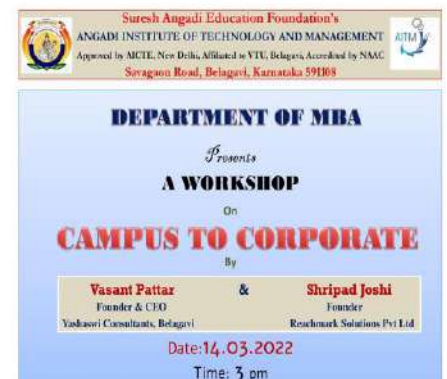 Suresh Angadi Education Foundation's
ANGADI INSTITUTE OF TECHNOLOGY AND MANAGEMENT
Approved by AICTE, New Delhi, Affiliated to VTU, Belagavi, Accredited by NAAC
Savagaon Road, Belagavi, Karnataka 591108
AITM
DEPARTMENT OF MBA
Presents
A WORKSHOP
On
CAMPUS TO CORPORATE
By
Vasant Pattar & Shripad Joshi
Founder & CEO Founder
Yashaswi Consultants, Belagavi Reachmark Solutions Pvt Ltd
Date:14.03.2022
Time: 3 pm